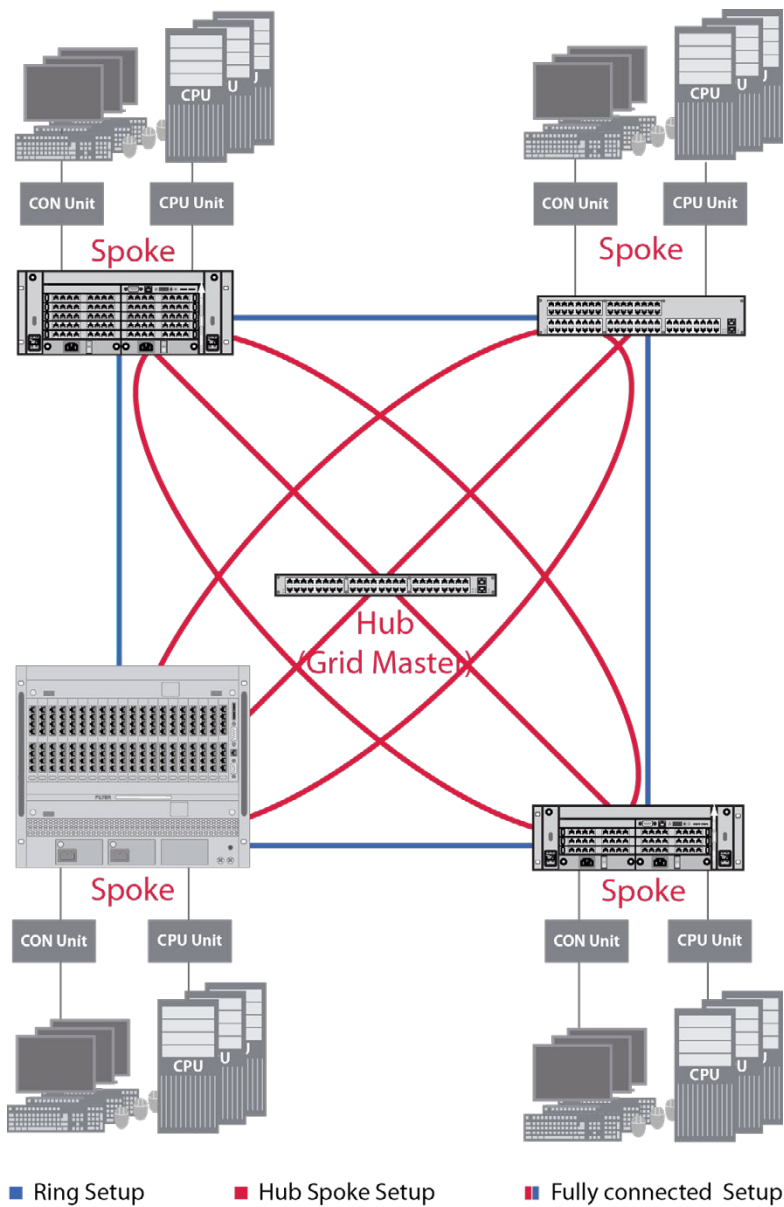 CPU
U
U
CPU
U
U
CON Unit
CPU Unit
CON Unit
CPU Unit
Spoke
Spoke
Hub
(Grid Master)
FILTER
Spoke
Spoke
CON Unit
CPU Unit
CON Unit
CPU Unit
CPU
U
U
CPU
U
U
Ring Setup
Hub Spoke Setup
Fully connected Setup